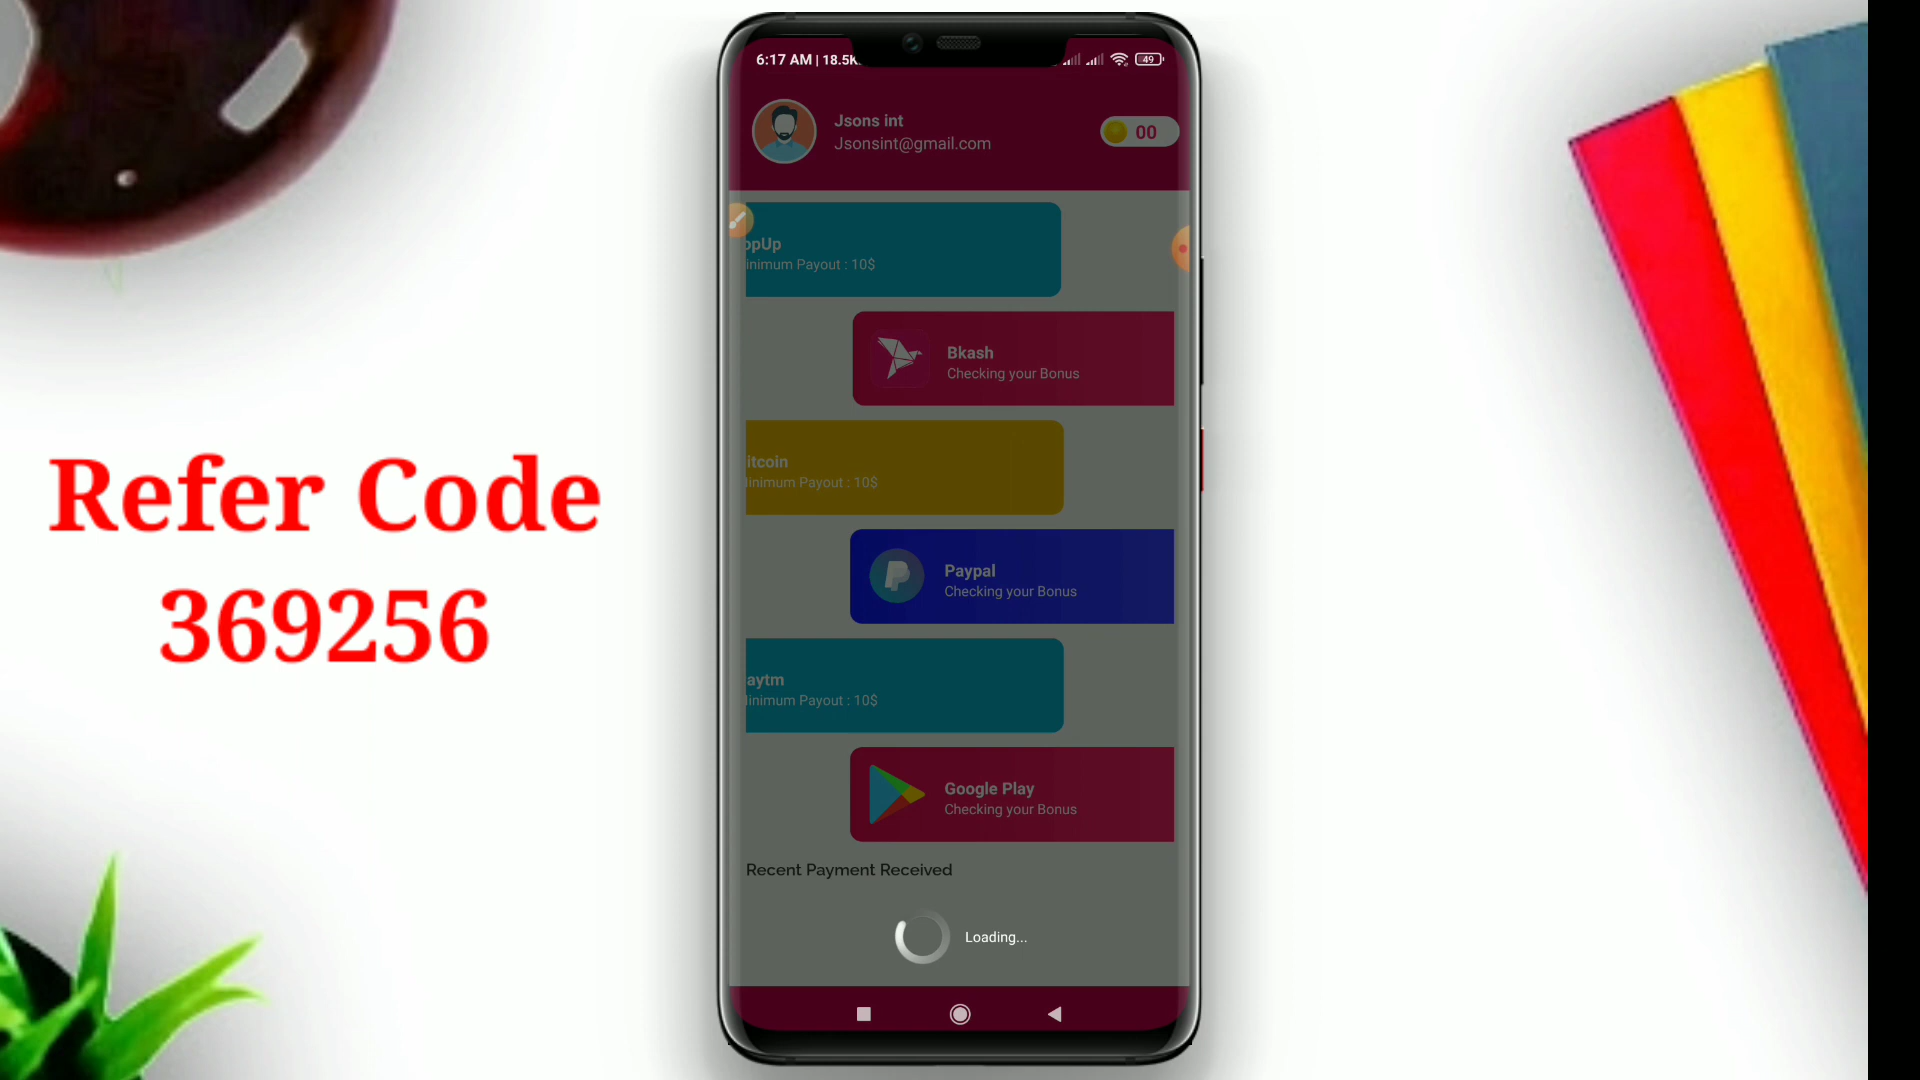 6:17 AM | 18.5K
49
Jsons int
Jsonsint@gmail.com
00
opUp
inimum Payout : 10$
Bkash
Checking your Bonus
itcoin
inimum Payout : 10$
Refer Code
369256
Paypal
Checking your Bonus
aytm
inimum Payout : 10$
Google Play
Checking your Bonus
Recent Payment Received
Loading...